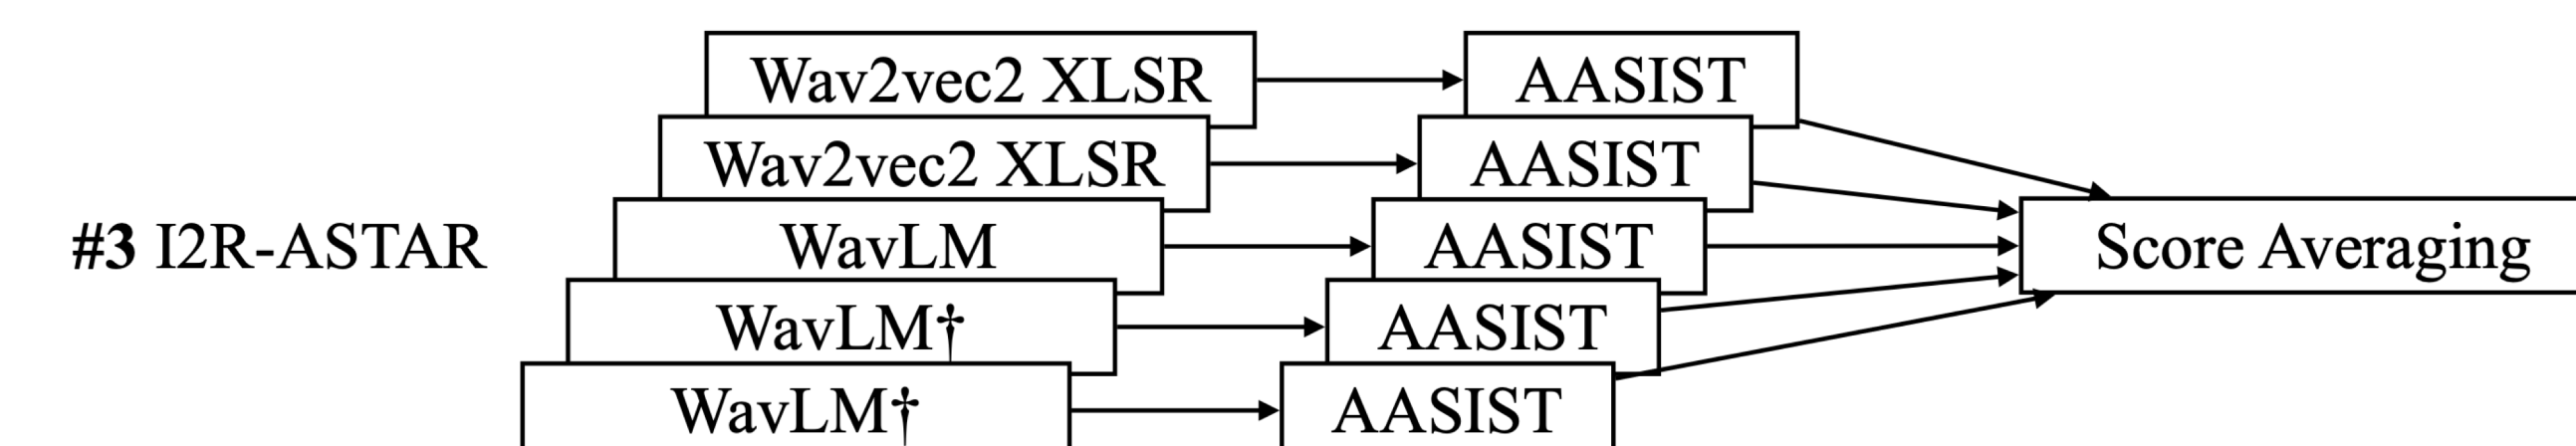 Wav2vec2 XLSR AASIST
Wav2vec2 XLSR AASIST
#3 I2R-ASTAR WavLM AASIST Score Averaging
WavLM† AASIST
WavLM† AASIST